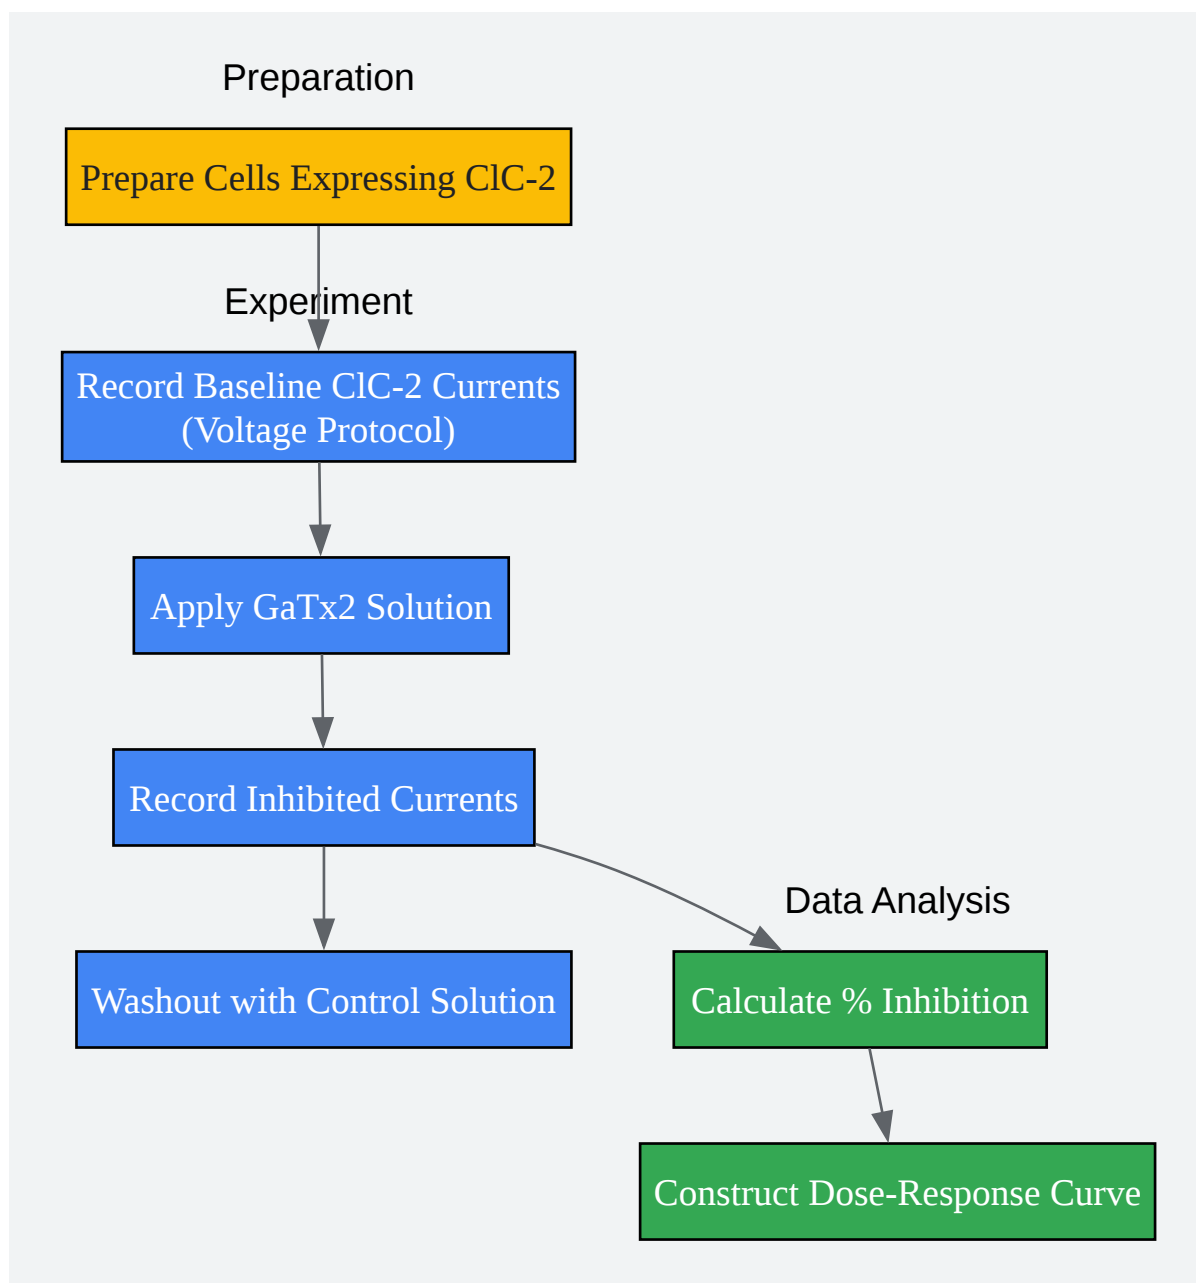 Preparation
Prepare Cells Expressing ClC-2
Experiment
Record Baseline ClC-2 Currents
(Voltage Protocol)
Apply GaTx2 Solution
Record Inhibited Currents
Data Analysis
Washout with Control Solution
Calculate % Inhibition
Construct Dose-Response Curve